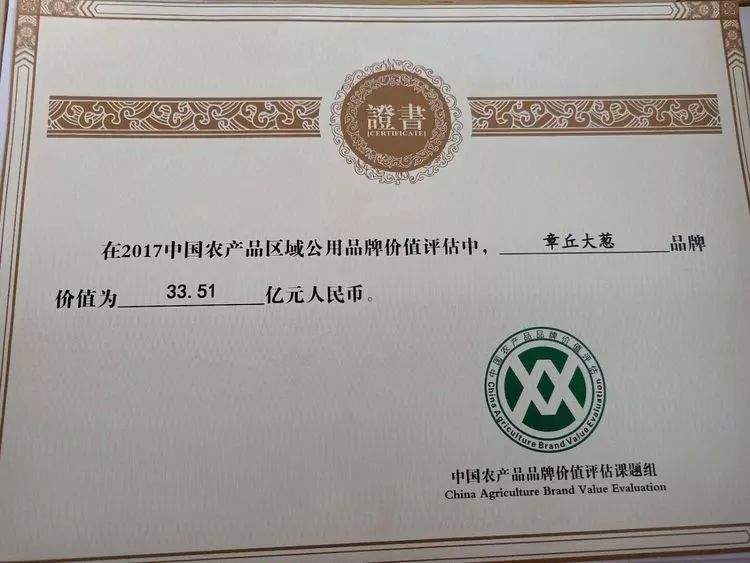 證書
[CERTIFICATE]
在2017中国农产品区域公用品牌价值评估中，章丘大葱品牌
价值为33.51亿元人民币。
中国农产品品牌价值评估
China Agriculture Brand Value Evaluation
中国农产品品牌价值评估课题组
China Agriculture Brand Value Evaluation